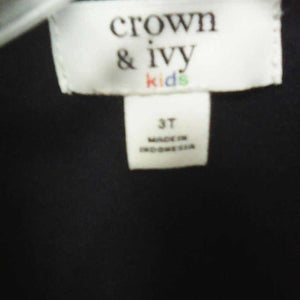 crown
& ivy
kids
3T
MADE IN
INDONESIA